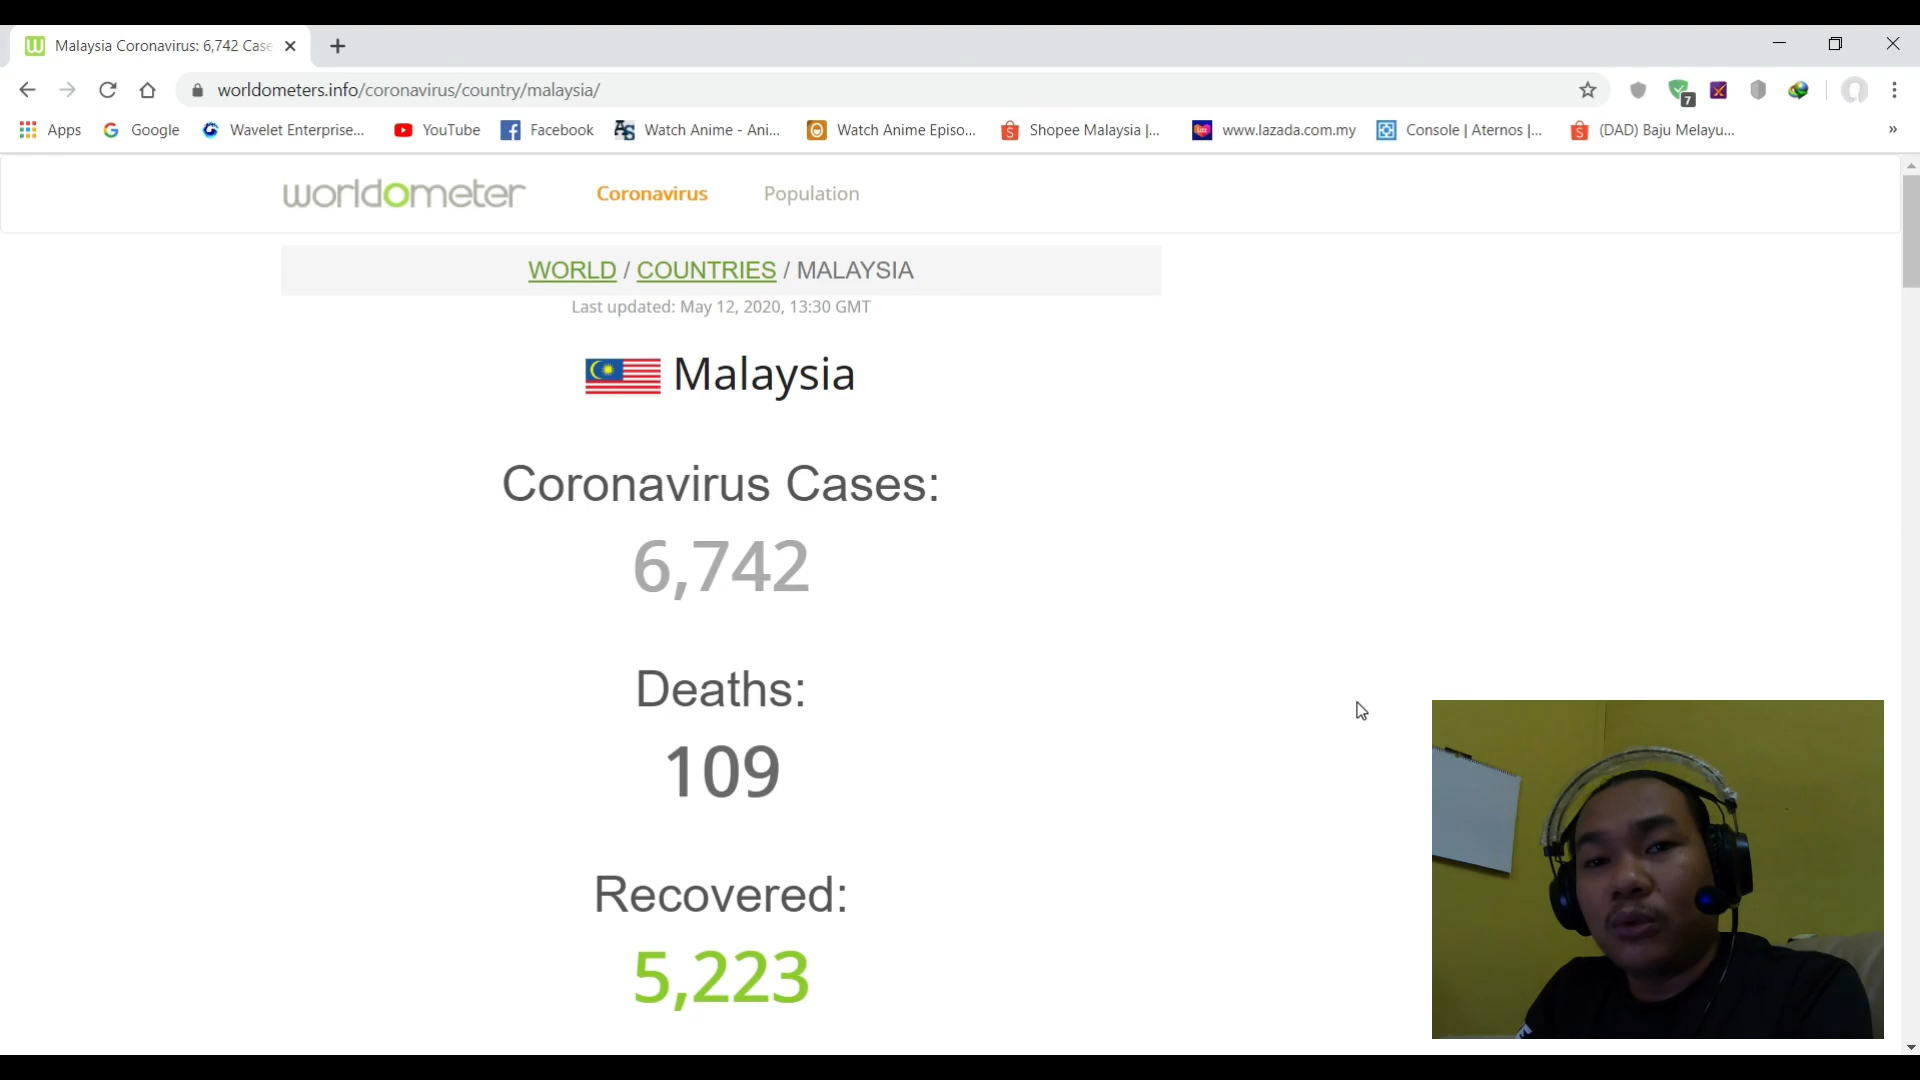 Malaysia Coronavirus: 6,742 Case
worldometers.info/coronavirus/country/malaysia/
7
Apps Google Wavelet Enterprise... YouTube Facebook Watch Anime - Ani... Watch Anime Episo... Shopee Malaysia |... www.lazada.com.my Console | Aternos |... (DAD) Baju Melayu... »
worldometer Coronavirus Population
WORLD / COUNTRIES / MALAYSIA
Last updated: May 12, 2020, 13:30 GMT
Malaysia
Coronavirus Cases:
6,742
Deaths:
109
Recovered:
5,223